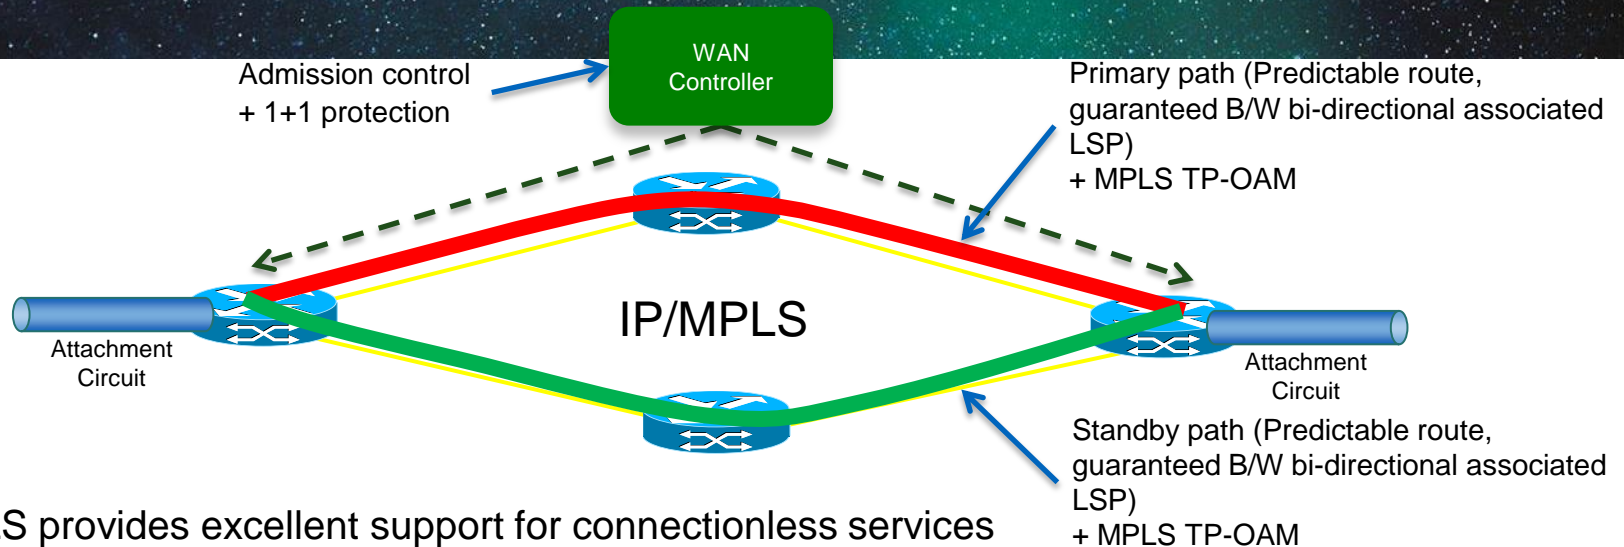 WAN
Controller
Admission control
+ 1+1 protection
Primary path (Predictable route,
guaranteed B/W bi-directional associated
LSP)
+ MPLS TP-OAM
IP/MPLS
Attachment
Circuit
Attachment
Circuit
Standby path (Predictable route,
guaranteed B/W bi-directional associated
LSP)
+ MPLS TP-OAM
provides excellent support for connectionless services